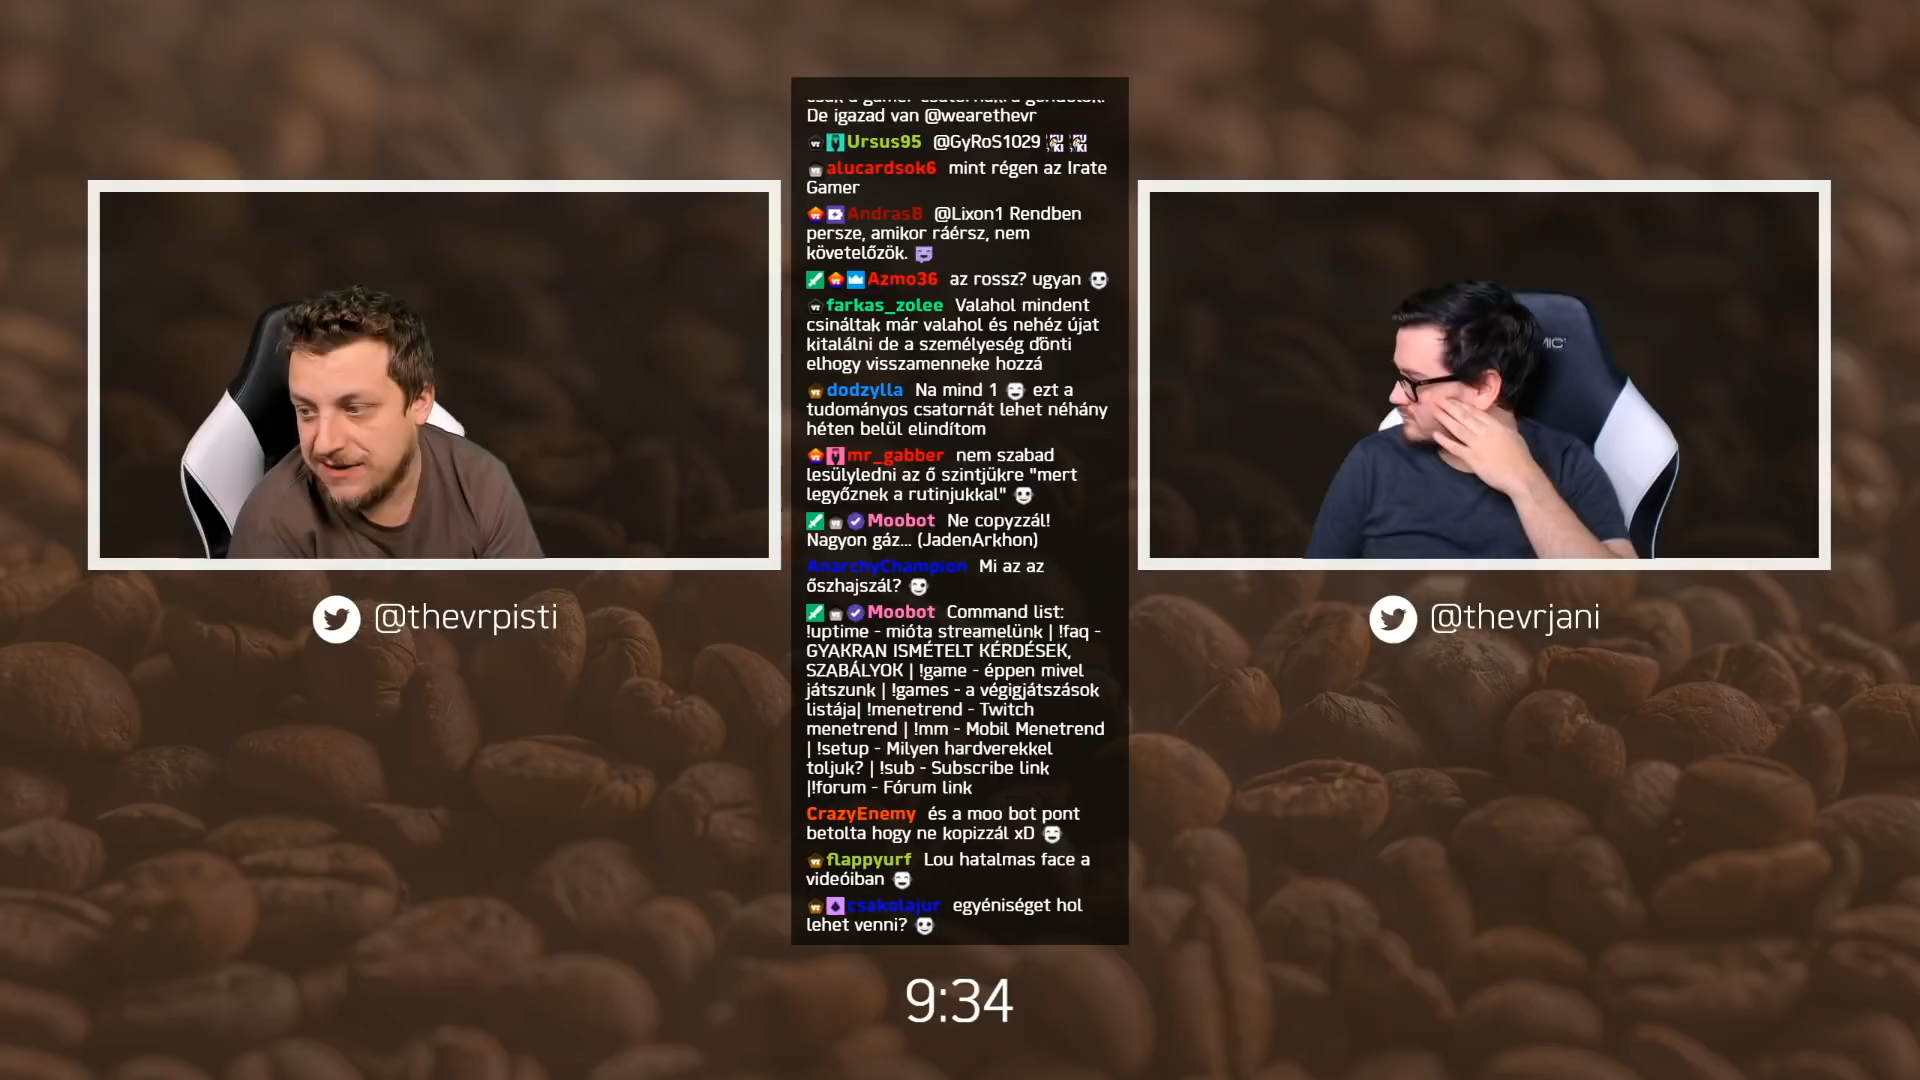 De igazad van @wearethevr
Ursus95 @GyRoS1029
alucardsok6 mint régen az Irate
Gamer
AndrasB @Lixon1 Rendben
persze, amikor ráérsz, nem
követelőzök.
Azmo36 az rossz? ugyan
farkas_zolee Valahol mindent
csináltak már valahol és nehéz újat
kitalálni de a személyeség dönti
elhogy visszamenneke hozzá
dodzylla Na mind 1 ezt a
tudományos csatornát lehet néhány
héten belül elindítom
mr_gabber nem szabad
lesülyledni az ő szintjükre "mert
legyőznek a rutinjukkal"
Moobot Ne copyzzál!
Nagyon gáz... (JadenArkhon)
AnarchyChampion Mi az az
őszhajszál?
Moobot Command list:
!uptime - mióta streamelünk | !faq -
GYAKRAN ISMÉTELT KÉRDÉSEK,
SZABÁLYOK | !game - éppen mivel
játszunk | !games - a végigjátszások
listája| !menetrend - Twitch
menetrend | !mm - Mobil Menetrend
| !setup - Milyen hardverekkel
toljuk? | !sub - Subscribe link
|!forum - Fórum link
CrazyEnemy és a moo bot pont
betolta hogy ne kopizzál xD
flappyurf Lou hatalmas face a
videóiban
csakolajur egyéniséget hol
lehet venni?
@thevrpisti
@thevrjani
9:34